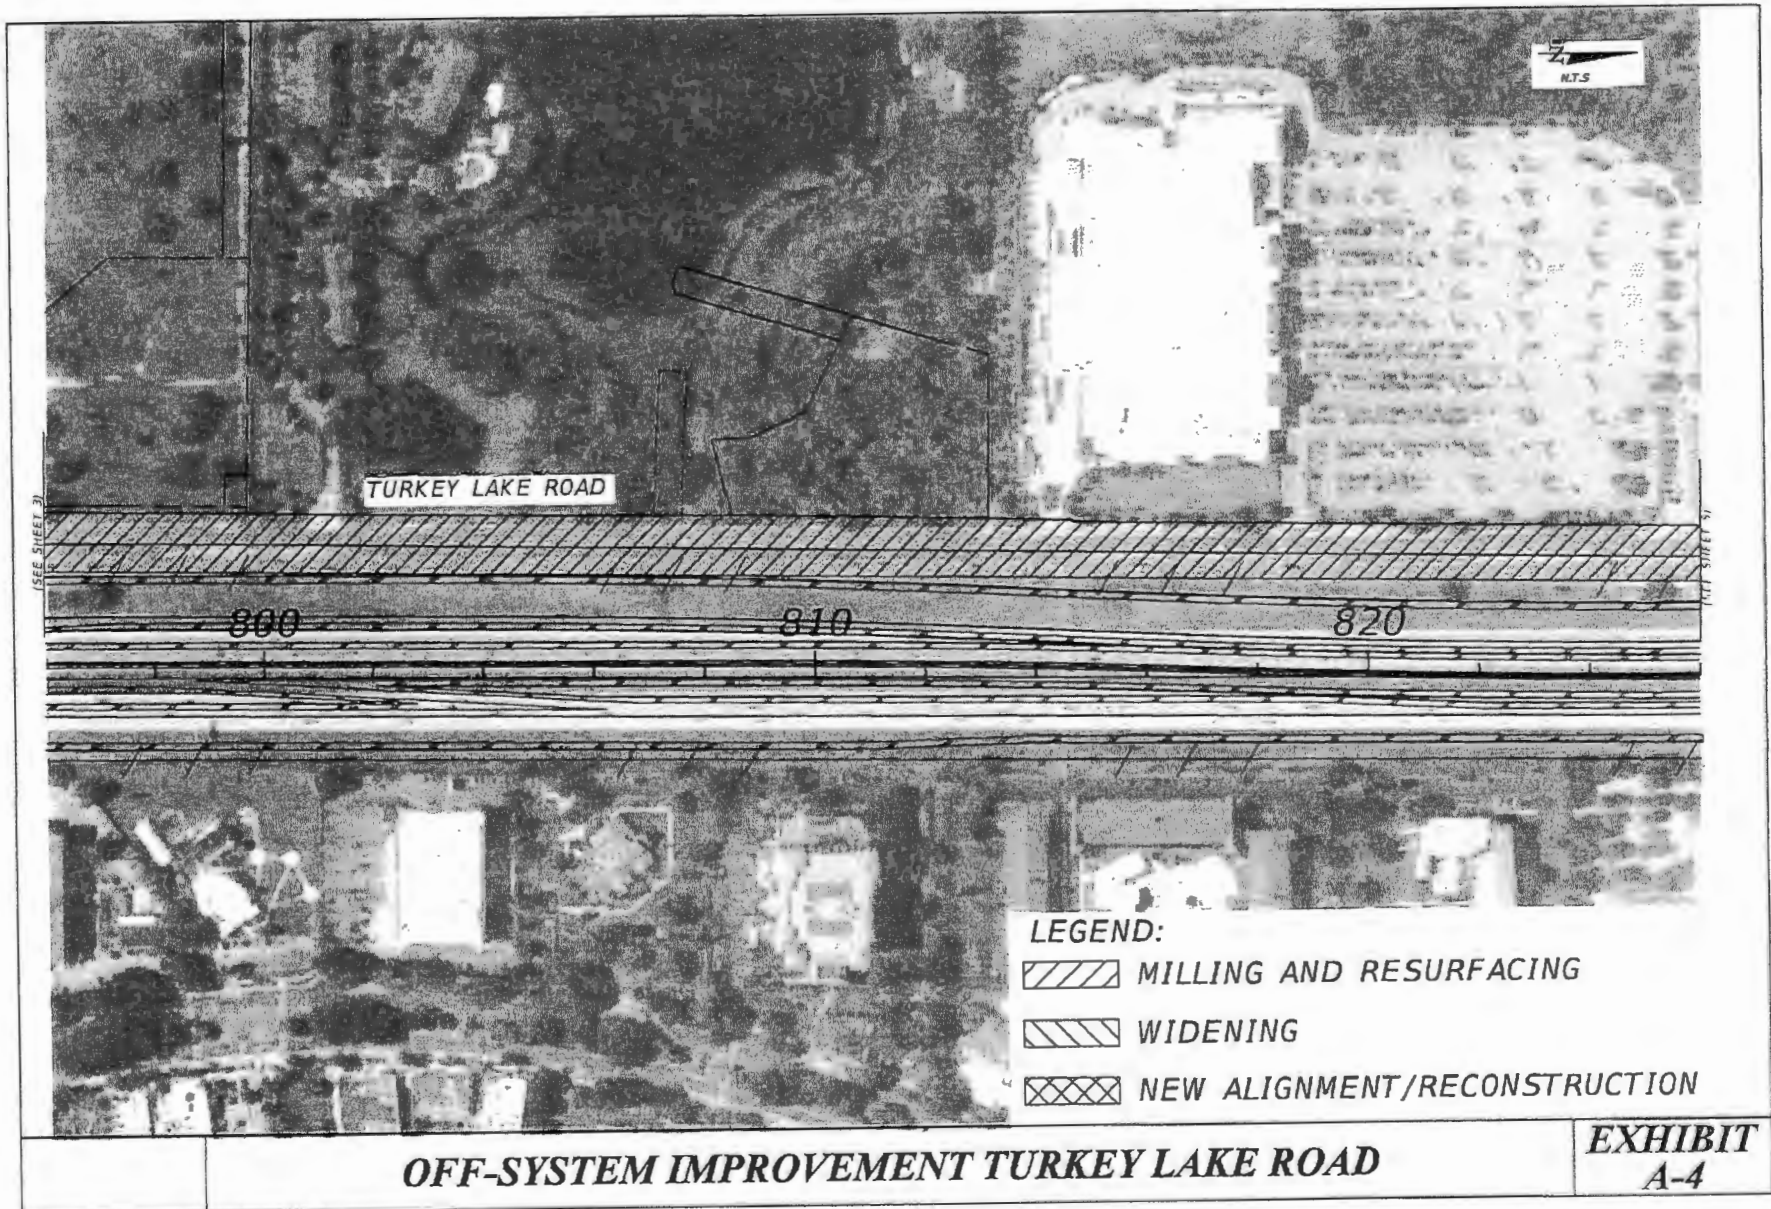 N
N.T.S
TURKEY LAKE ROAD
(SEE SHEET 3)
800
810
820
LEGEND:
MILLING AND RESURFACING
WIDENING
NEW ALIGNMENT/RECONSTRUCTION
OFF-SYSTEM IMPROVEMENT TURKEY LAKE ROAD
EXHIBIT
A-4